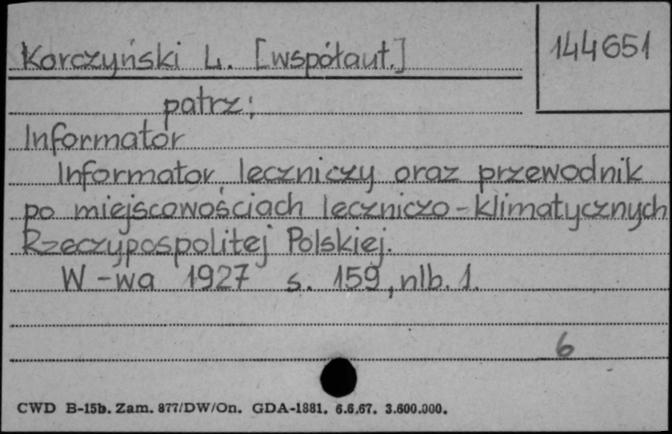 Korczyński L. [współaut.]
144651
patrz;
Informator
Informator leczniczy oraz przewodnik
po miejscowościach leczniczo-klimatycznych
Rzeczypospolitej Polskiej.
W-wa 1927 s. 159, nlb. 1.
6
CWD B-15b. Zam. 877/DW/On. GDA-1881. 6.6.67. 3.600.000.